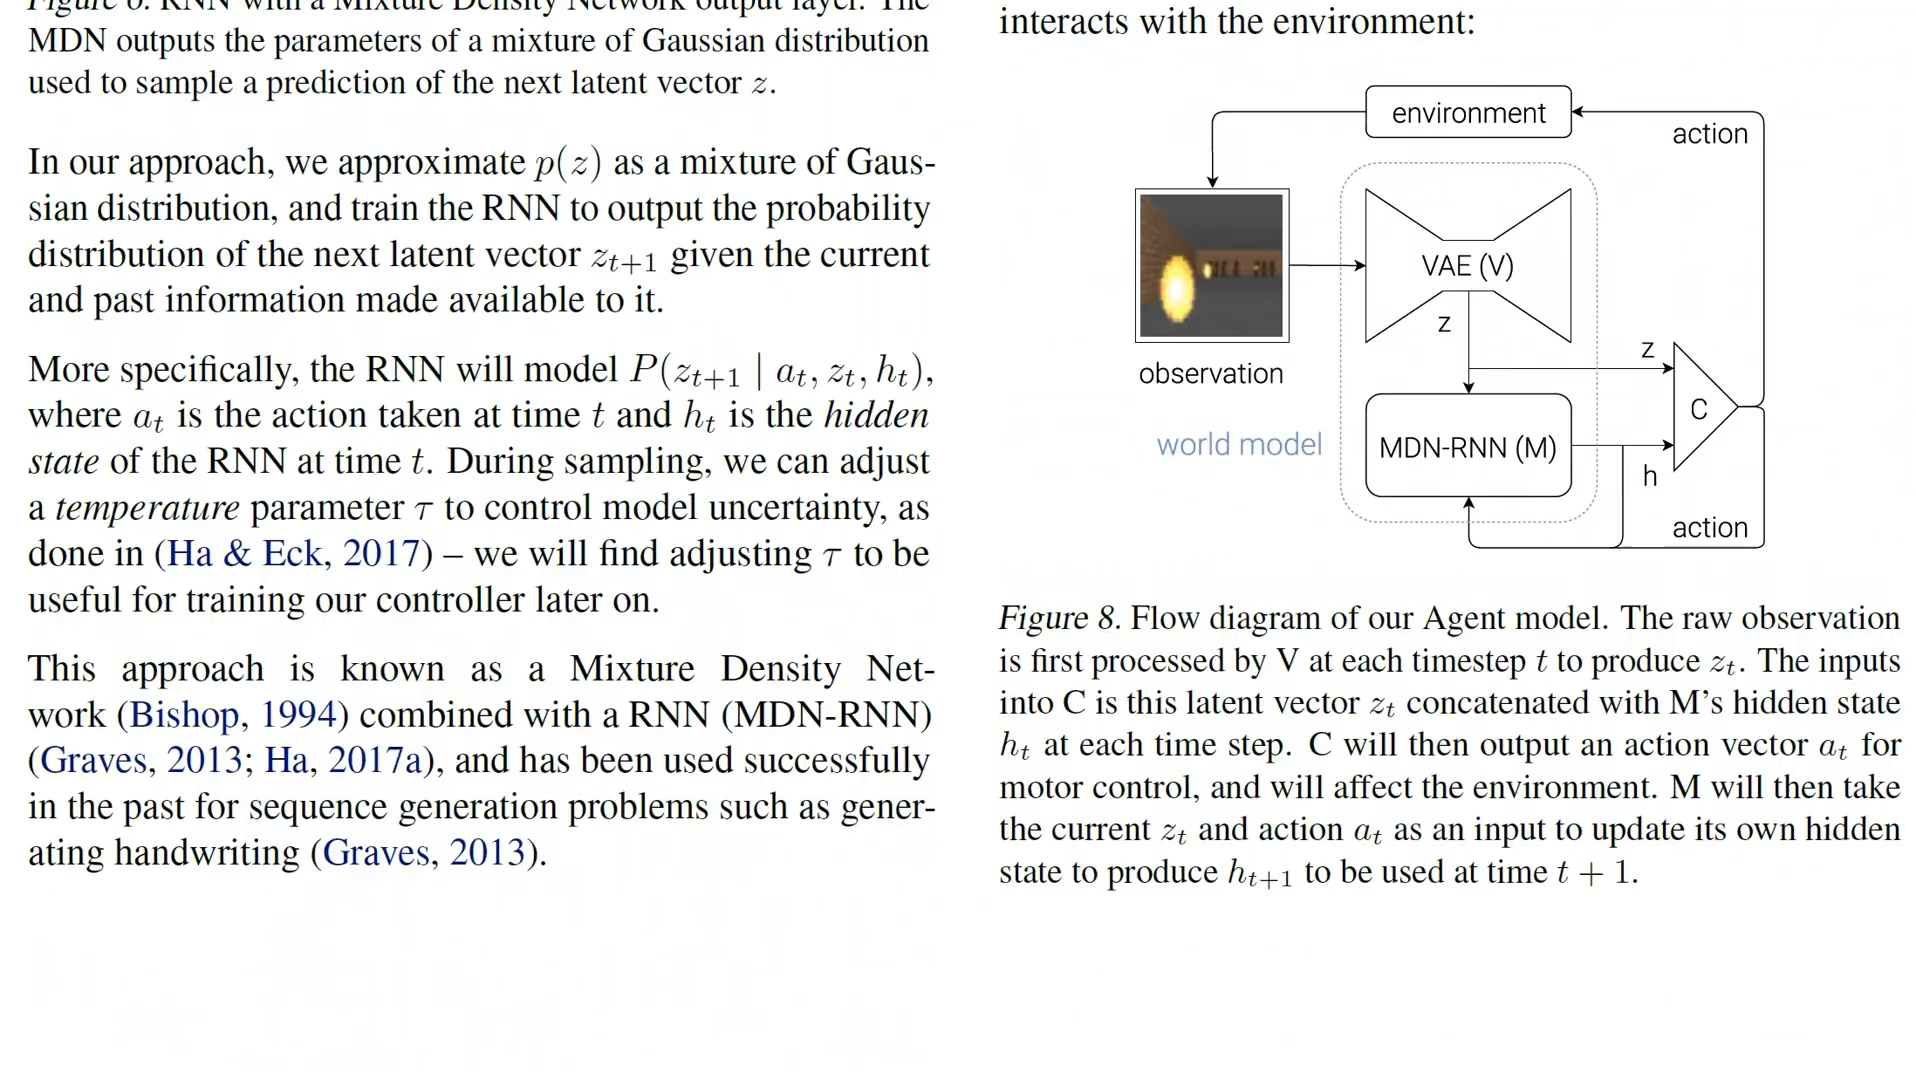 Figure 6. RNN with a Mixture Density Network output layer. The
MDN outputs the parameters of a mixture of Gaussian distribution
used to sample a prediction of the next latent vector z.
In our approach, we approximate p(z) as a mixture of Gaus-
sian distribution, and train the RNN to output the probability
distribution of the next latent vector z_{t+1} given the current
and past information made available to it.
More specifically, the RNN will model P(z_{t+1} | a_t, z_t, h_t),
where a_t is the action taken at time t and h_t is the hidden
state of the RNN at time t. During sampling, we can adjust
a temperature parameter τ to control model uncertainty, as
done in (Ha & Eck, 2017) – we will find adjusting τ to be
useful for training our controller later on.
This approach is known as a Mixture Density Net-
work (Bishop, 1994) combined with a RNN (MDN-RNN)
(Graves, 2013; Ha, 2017a), and has been used successfully
in the past for sequence generation problems such as gener-
ating handwriting (Graves, 2013).
interacts with the environment:
environment
action
VAE (V)
z
z
observation
C
world model
MDN-RNN (M)
h
action
Figure 8. Flow diagram of our Agent model. The raw observation
is first processed by V at each timestep t to produce z_t. The inputs
into C is this latent vector z_t concatenated with M's hidden state
h_t at each time step. C will then output an action vector a_t for
motor control, and will affect the environment. M will then take
the current z_t and action a_t as an input to update its own hidden
state to produce h_{t+1} to be used at time t + 1.